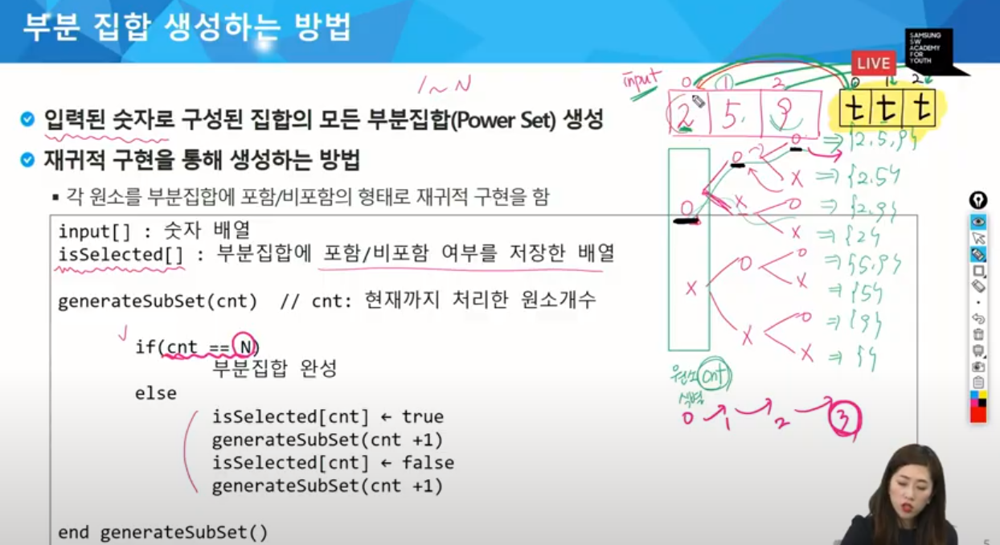 부분 집합 생성하는 방법
SAMSUNG
SW
ACADEMY
FOR
YOUTH
LIVE
1~N
input
0 1 2
2 5 9
0 1 2
t t t
입력된 숫자로 구성된 집합의 모든 부분집합(Power Set) 생성
재귀적 구현을 통해 생성하는 방법
▪ 각 원소를 부분집합에 포함/비포함의 형태로 재귀적 구현을 함
input[] : 숫자 배열
isSelected[] : 부분집합에 포함/비포함 여부를 저장한 배열
generateSubSet(cnt) // cnt: 현재까지 처리한 원소개수
if(cnt == N)
부분집합 완성
else
isSelected[cnt] ← true
generateSubSet(cnt +1)
isSelected[cnt] ← false
generateSubSet(cnt +1)
end generateSubSet()
O O O ⇒ {2,5,9}
X ⇒ {2,5}
X O ⇒ {2,9}
X ⇒ {2}
X O O ⇒ {5,9}
X ⇒ {5}
X O ⇒ {9}
X ⇒ { }
원소 cnt
0 → 1 → 2 → 3
5